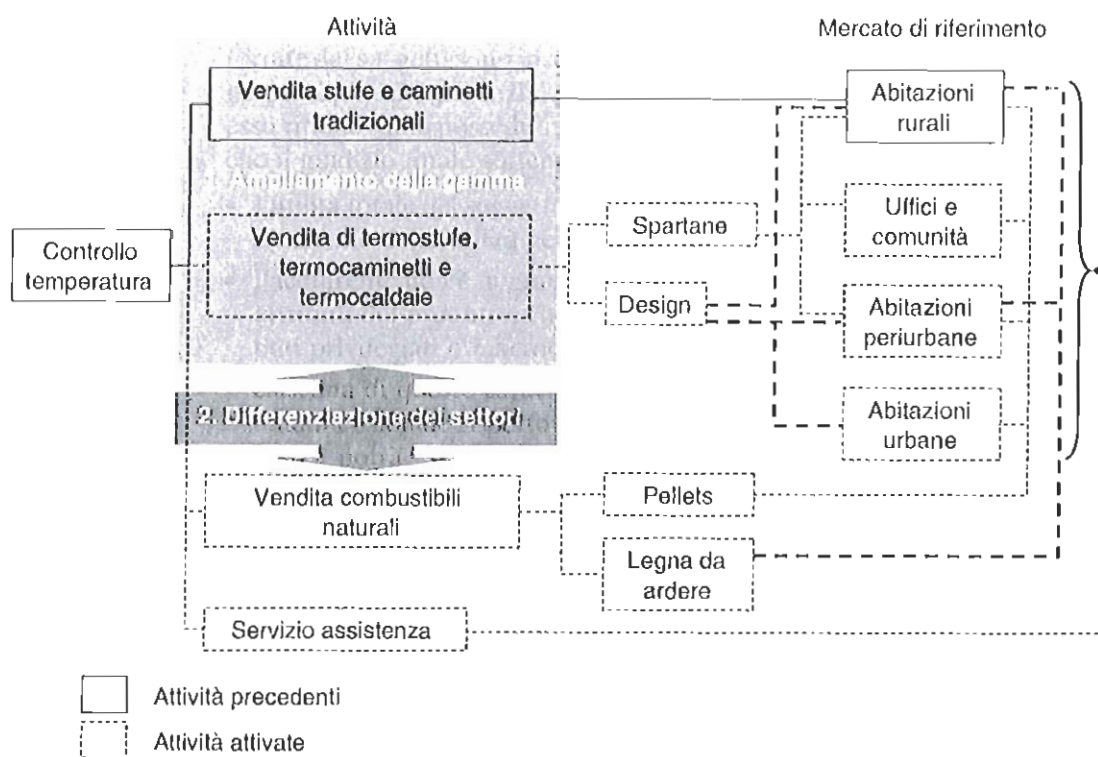 Attività
Mercato di riferimento
Vendita stufe e caminetti
tradizionali
Abitazioni
rurali
1. Ampliamento della gamma
Controllo
temperatura
Vendita di termostufe,
termocaminetti e
termocaldaie
Spartane
Design
Uffici e
comunità
Abitazioni
periurbane
2. Differenziazione dei settori
Abitazioni
urbane
Vendita combustibili
naturali
Pellets
Legna da
ardere
Servizio assistenza
Attività precedenti
Attività attivate